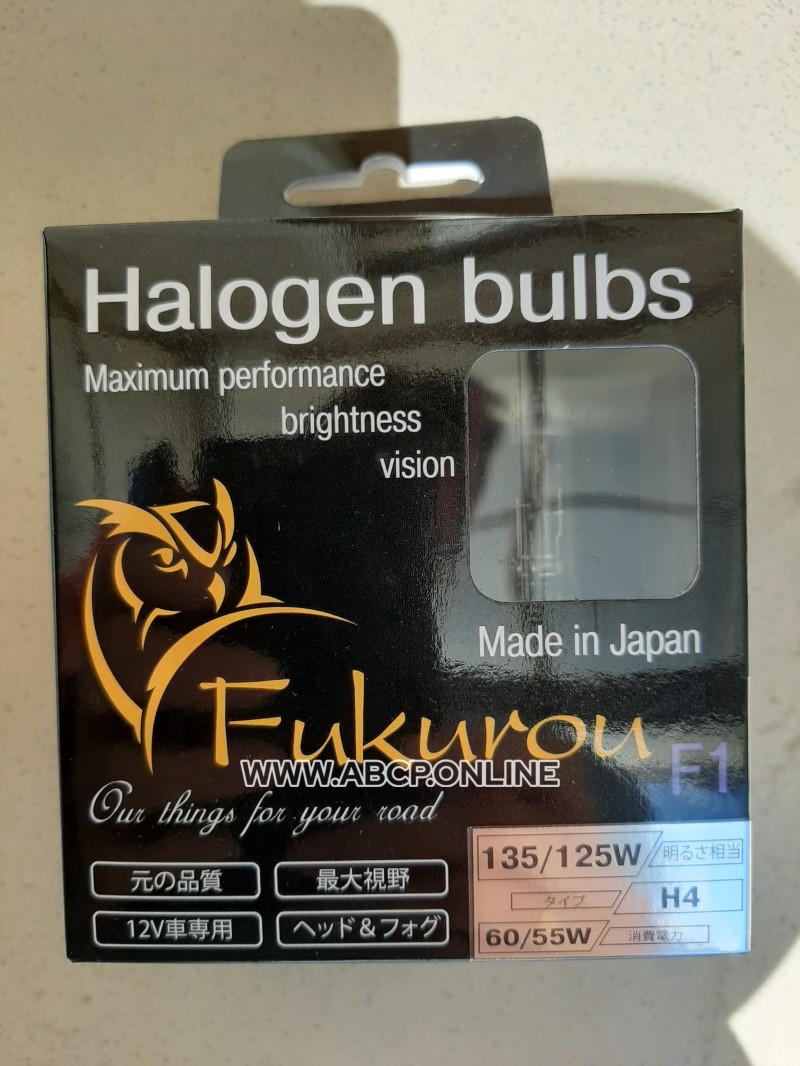 Halogen bulbs
Maximum performance
brightness
vision
Made in Japan
Fukurou
F1
WWW.ABCP.ONLINE
Our things for your road
135/125W 明るさ相当
元の品質 最大視野
タイプ H4
12V車専用 ヘッド&フォグ
60/55W 消費電力